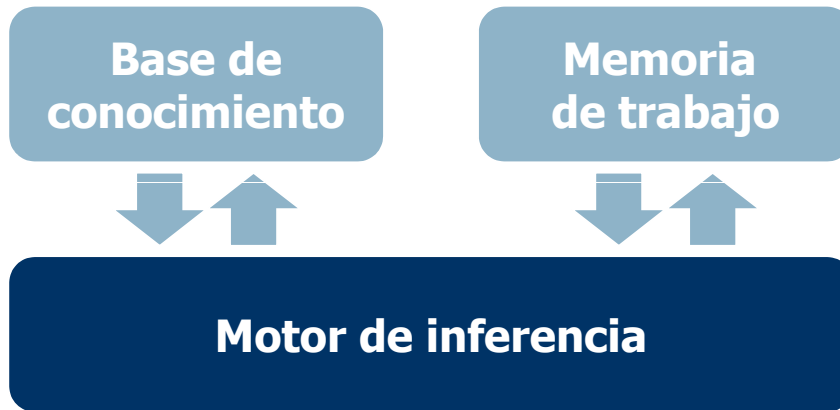 Base de
conocimiento
Memoria
de trabajo
Motor de inferencia